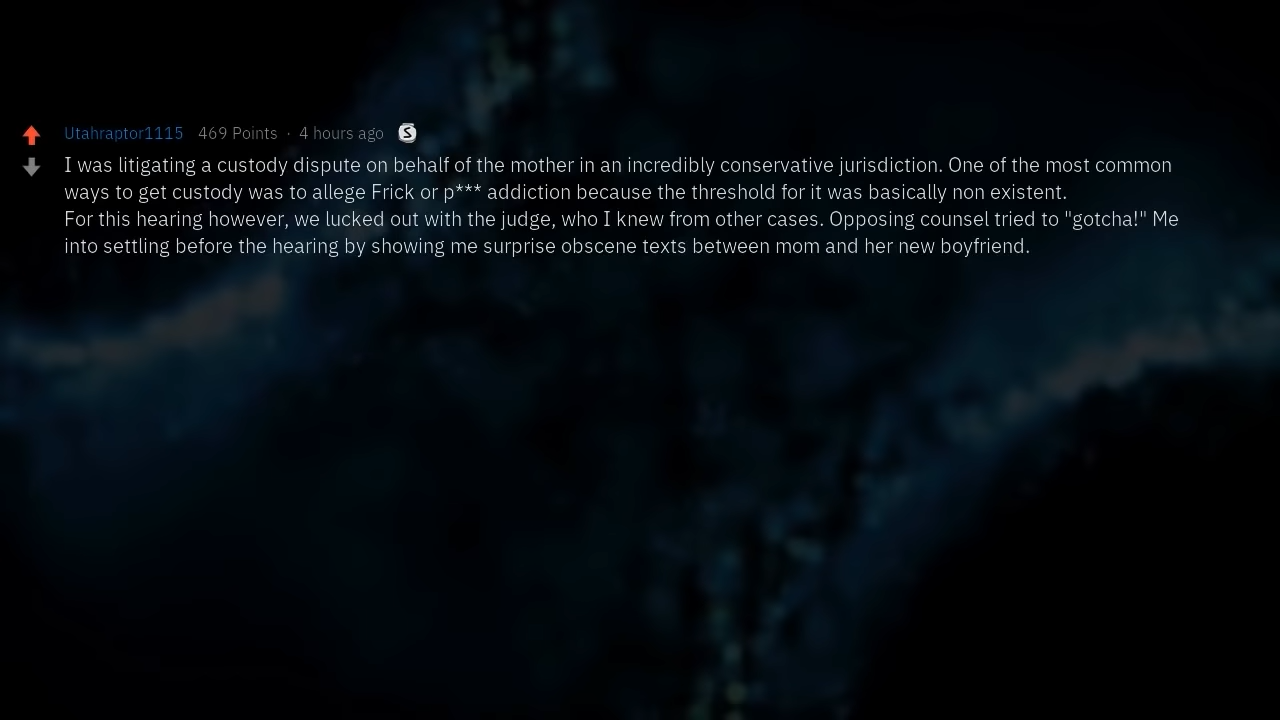 Utahraptor1115 469 Points · 4 hours ago S
I was litigating a custody dispute on behalf of the mother in an incredibly conservative jurisdiction. One of the most common
ways to get custody was to allege Frick or p*** addiction because the threshold for it was basically non existent.
For this hearing however, we lucked out with the judge, who I knew from other cases. Opposing counsel tried to "gotcha!" Me
into settling before the hearing by showing me surprise obscene texts between mom and her new boyfriend.